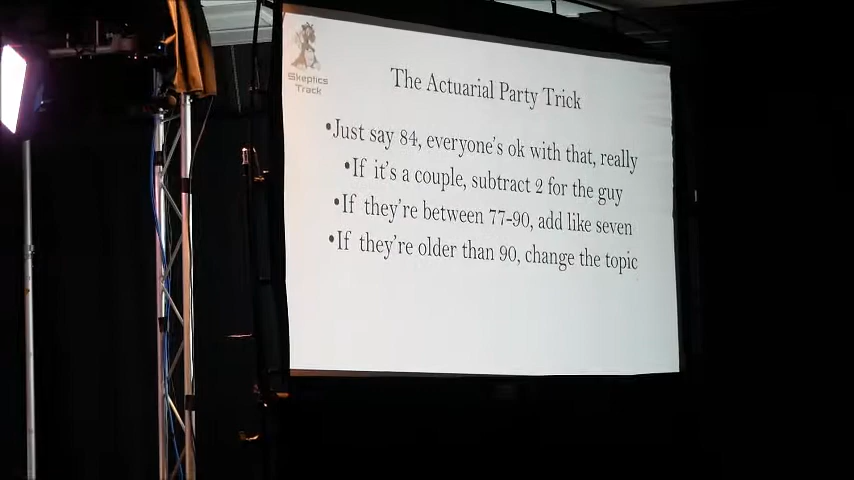 Skeptics
Track
The Actuarial Party Trick
•Just say 84, everyone's ok with that, really
•If it's a couple, subtract 2 for the guy
•If they're between 77-90, add like seven
•If they're older than 90, change the topic